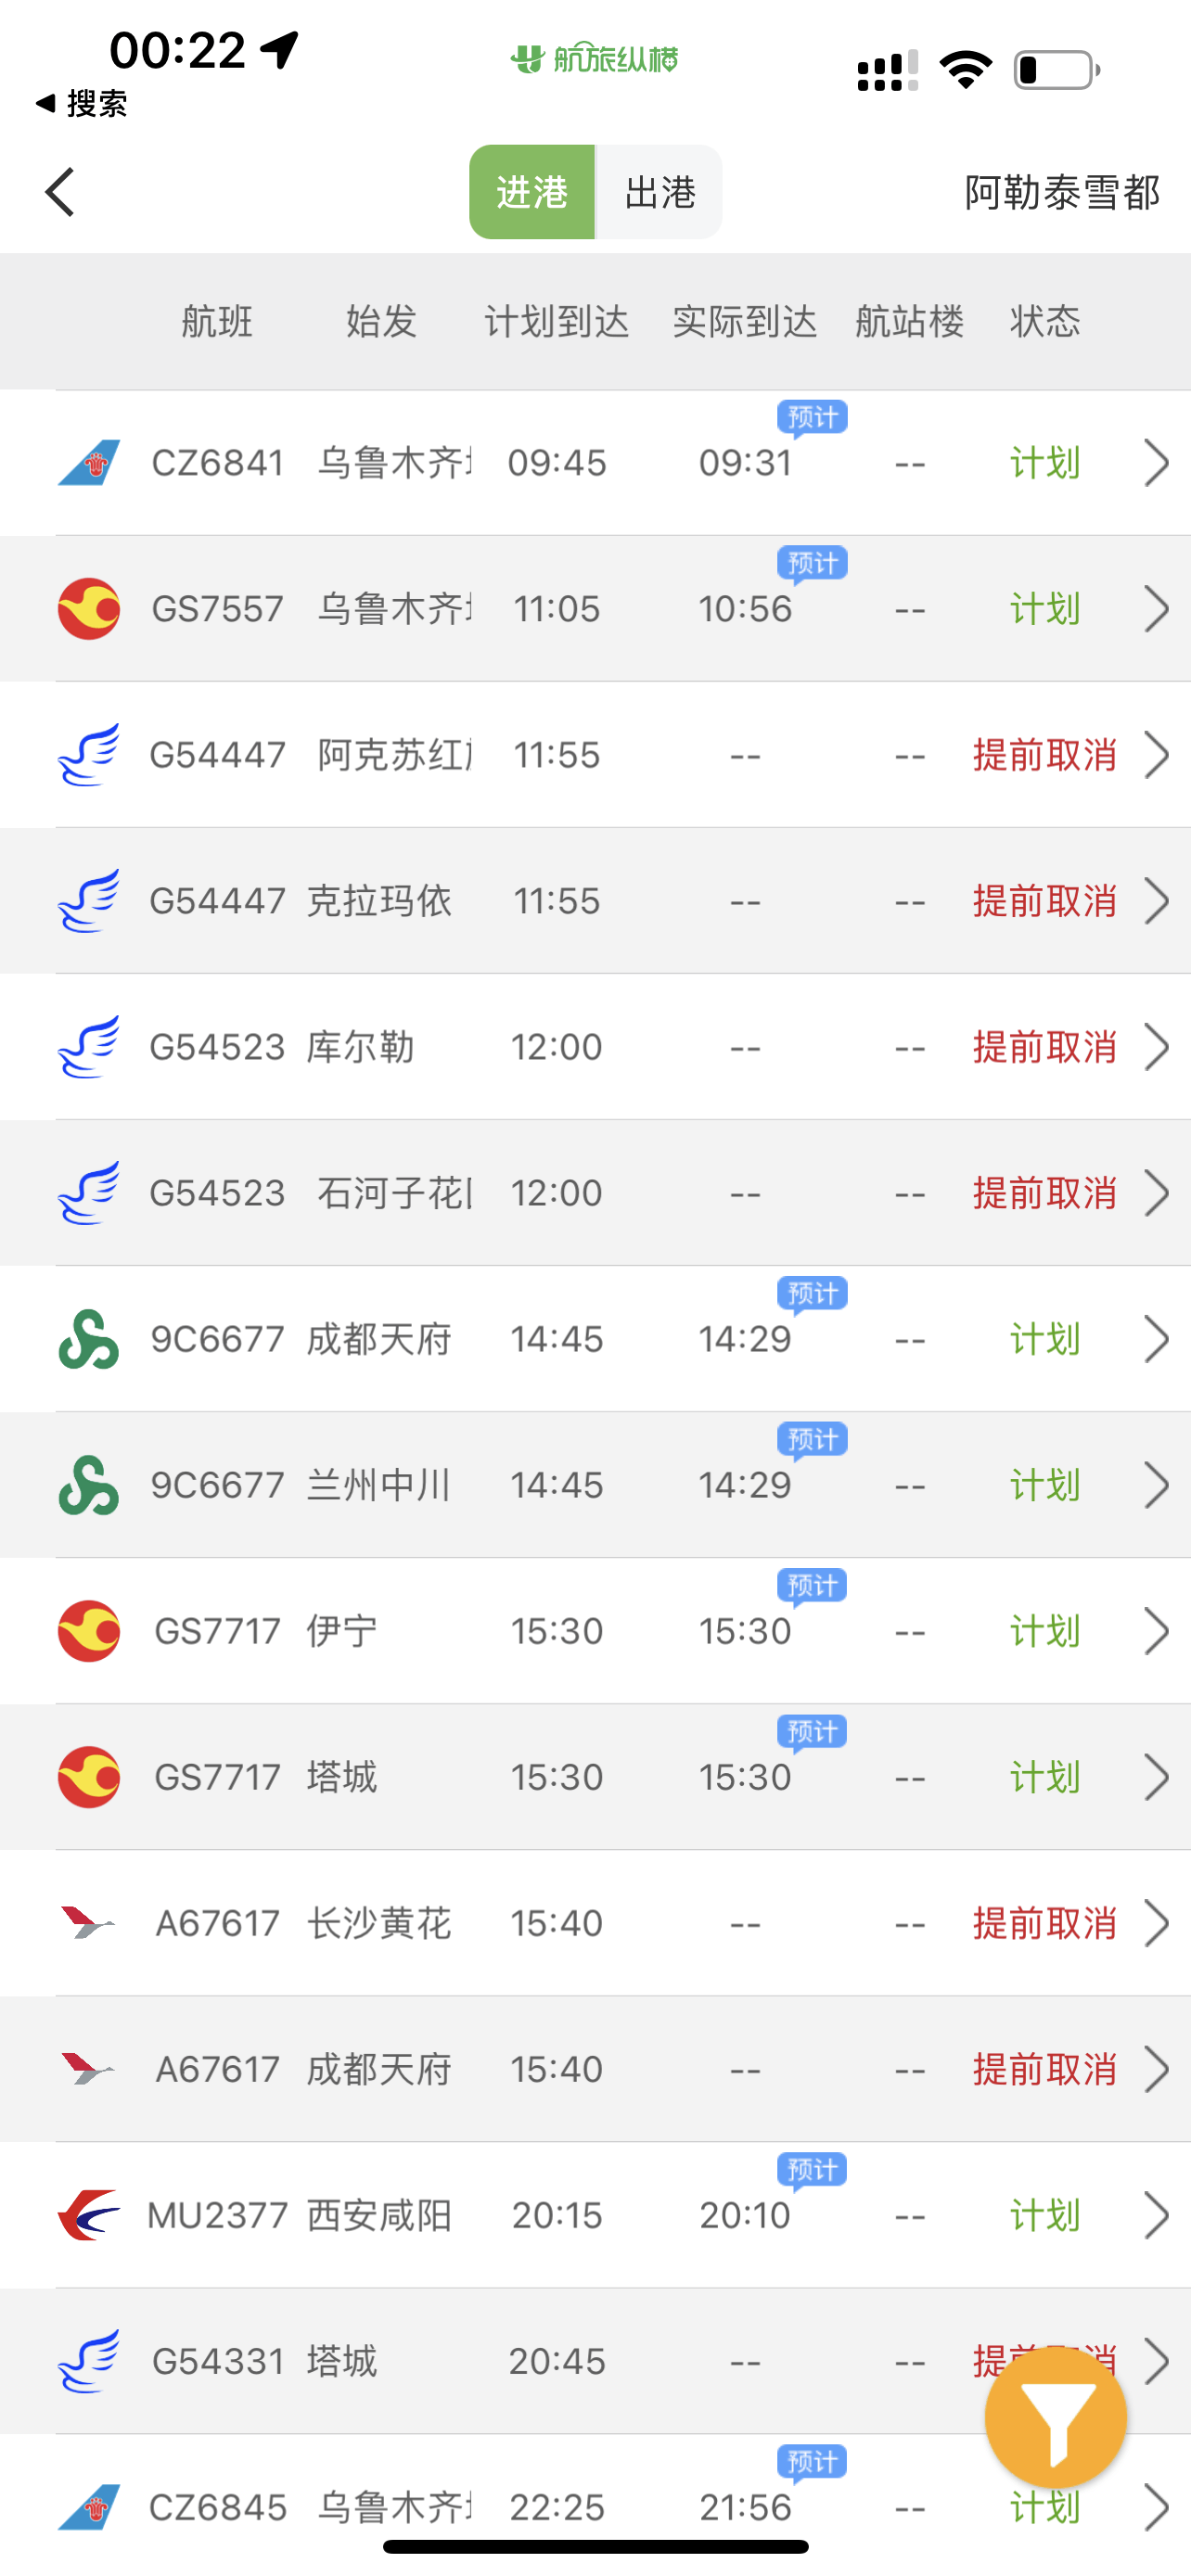 00:22
航旅纵横
搜索
进港 出港 阿勒泰雪都
航班 始发 计划到达 实际到达 航站楼 状态
预计
CZ6841 乌鲁木齐 09:45 09:31 -- 计划
预计
GS7557 乌鲁木齐 11:05 10:56 -- 计划
G54447 阿克苏红 11:55 -- -- 提前取消
G54447 克拉玛依 11:55 -- -- 提前取消
G54523 库尔勒 12:00 -- -- 提前取消
G54523 石河子花 12:00 -- -- 提前取消
预计
9C6677 成都天府 14:45 14:29 -- 计划
预计
9C6677 兰州中川 14:45 14:29 -- 计划
预计
GS7717 伊宁 15:30 15:30 -- 计划
预计
GS7717 塔城 15:30 15:30 -- 计划
A67617 长沙黄花 15:40 -- -- 提前取消
A67617 成都天府 15:40 -- -- 提前取消
预计
MU2377 西安咸阳 20:15 20:10 -- 计划
G54331 塔城 20:45 -- -- 提前取消
预计
CZ6845 乌鲁木齐 22:25 21:56 -- 计划